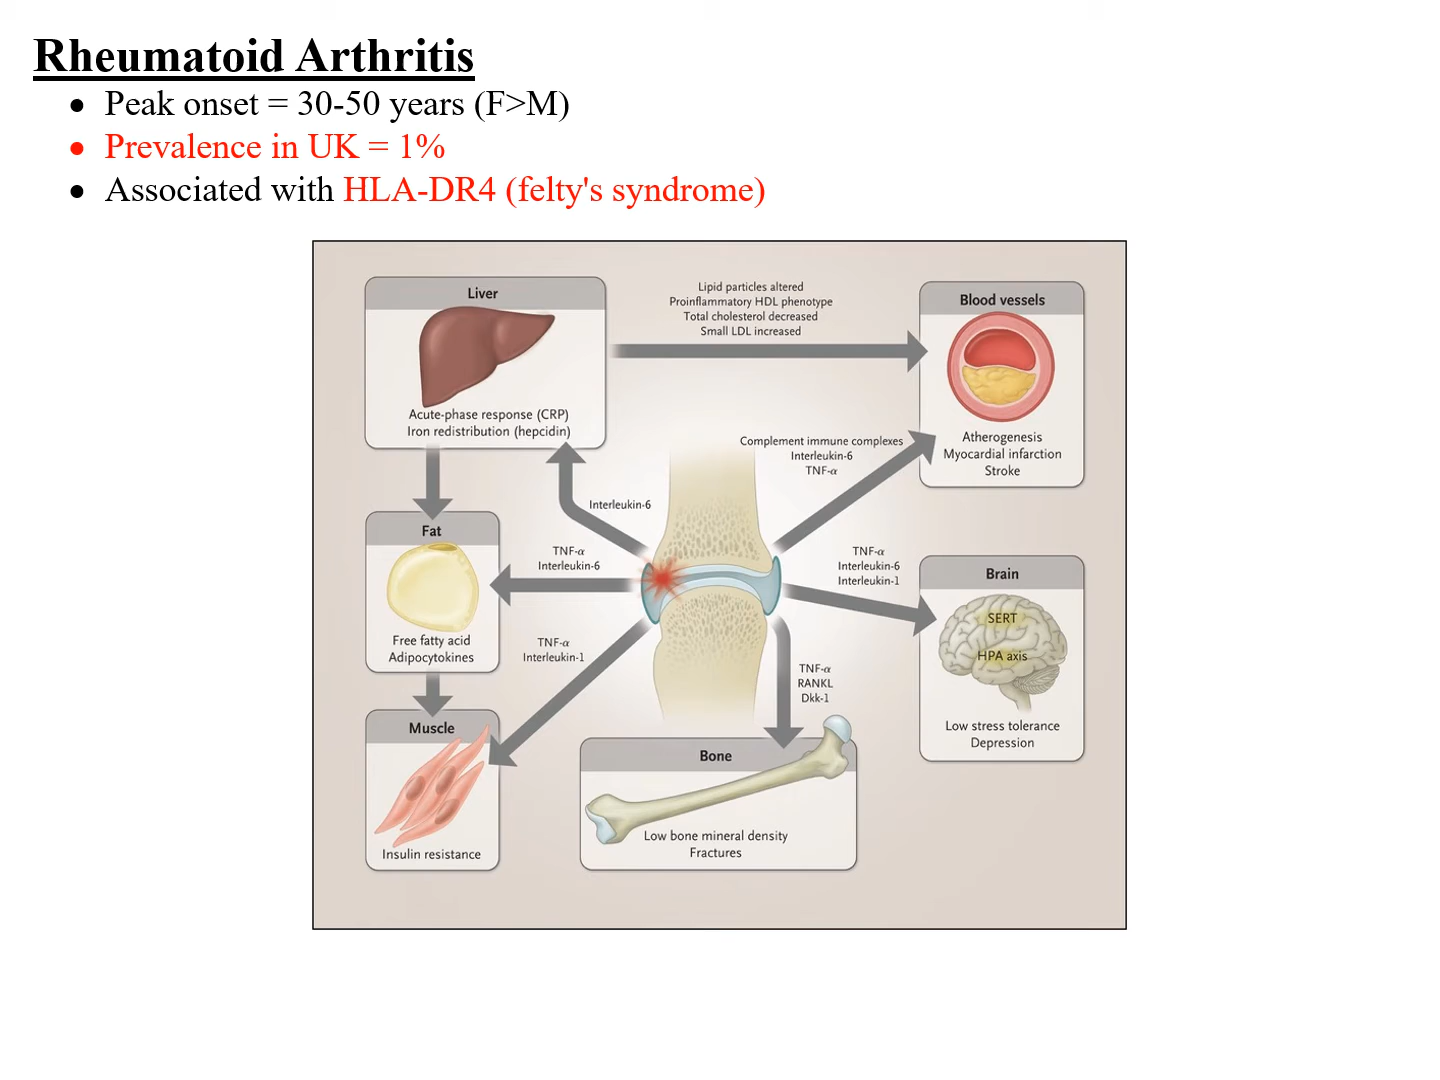 Rheumatoid Arthritis
• Peak onset = 30-50 years (F>M)
• Prevalence in UK = 1%
• Associated with HLA-DR4 (felty's syndrome)
Liver
Acute-phase response (CRP)
Iron redistribution (hepcidin)
Lipid particles altered
Proinflammatory HDL phenotype
Total cholesterol decreased
Small LDL increased
Blood vessels
Atherogenesis
Myocardial infarction
Stroke
Complement immune complexes
Interleukin-6
TNF-α
Interleukin-6
Fat
Free fatty acid
Adipocytokines
TNF-α
Interleukin-6
TNF-α
Interleukin-6
Interleukin-1
Brain
SERT
HPA axis
Low stress tolerance
Depression
TNF-α
Interleukin-1
TNF-α
RANKL
Dkk-1
Muscle
Insulin resistance
Bone
Low bone mineral density
Fractures